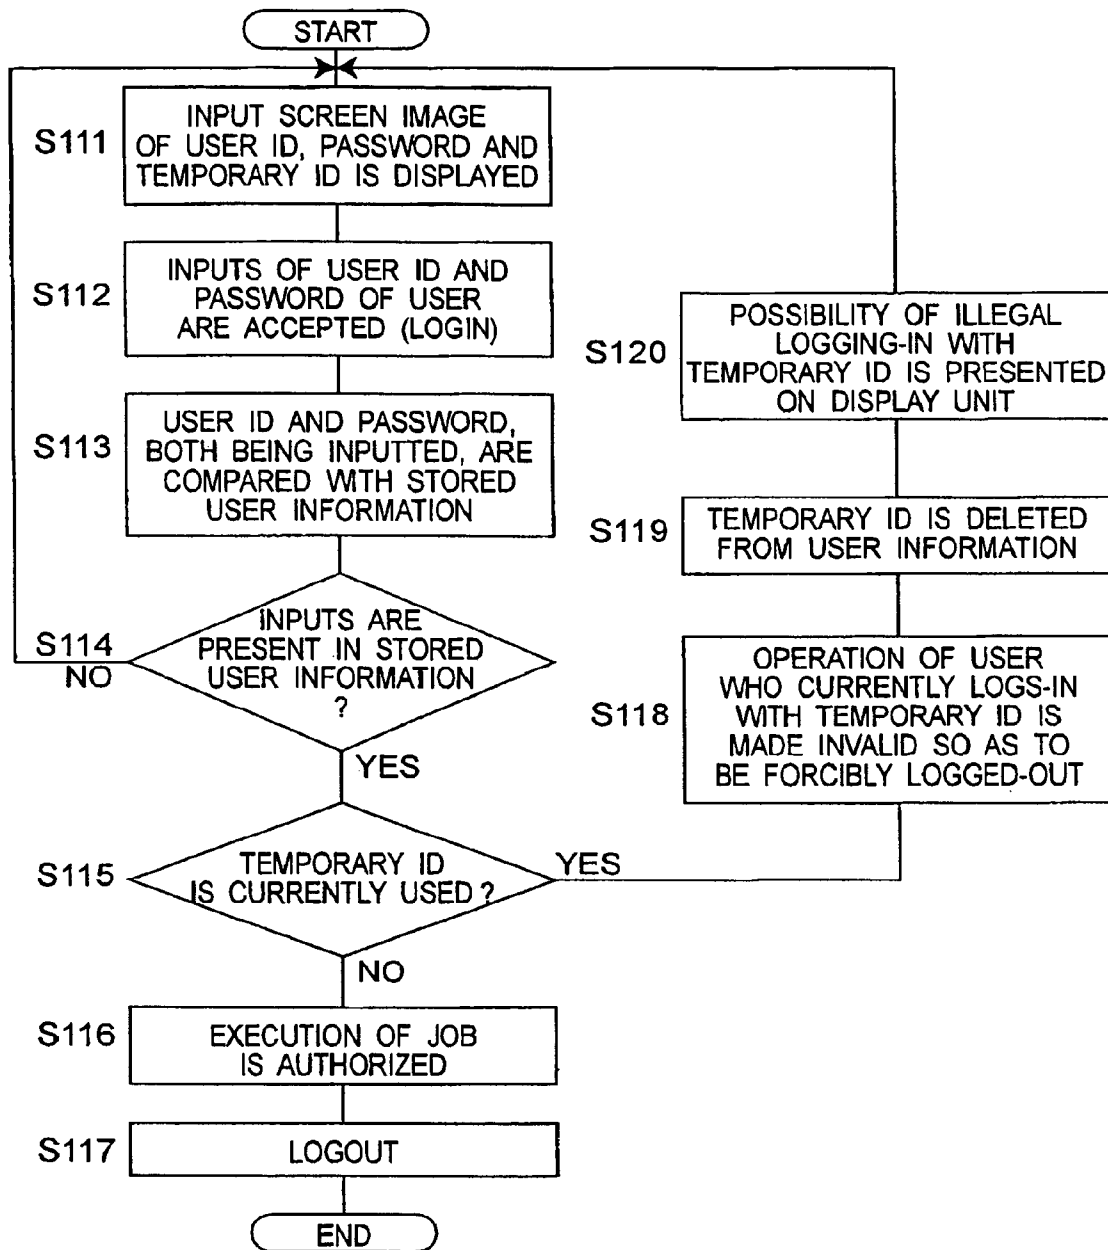 START
S111
INPUT SCREEN IMAGE
OF USER ID, PASSWORD AND
TEMPORARY ID IS DISPLAYED
S112
INPUTS OF USER ID AND
PASSWORD OF USER
ARE ACCEPTED (LOGIN)
S113
USER ID AND PASSWORD,
BOTH BEING INPUTTED, ARE
COMPARED WITH STORED
USER INFORMATION
S114
INPUTS ARE
PRESENT IN STORED
USER INFORMATION
?
NO
YES
S115
TEMPORARY ID
IS CURRENTLY USED ?
YES
NO
S116
EXECUTION OF JOB
IS AUTHORIZED
S117
LOGOUT
END
S120
POSSIBILITY OF ILLEGAL
LOGGING-IN WITH
TEMPORARY ID IS PRESENTED
ON DISPLAY UNIT
S119
TEMPORARY ID IS DELETED
FROM USER INFORMATION
S118
OPERATION OF USER
WHO CURRENTLY LOGS-IN
WITH TEMPORARY ID IS
MADE INVALID SO AS TO
BE FORCIBLY LOGGED-OUT